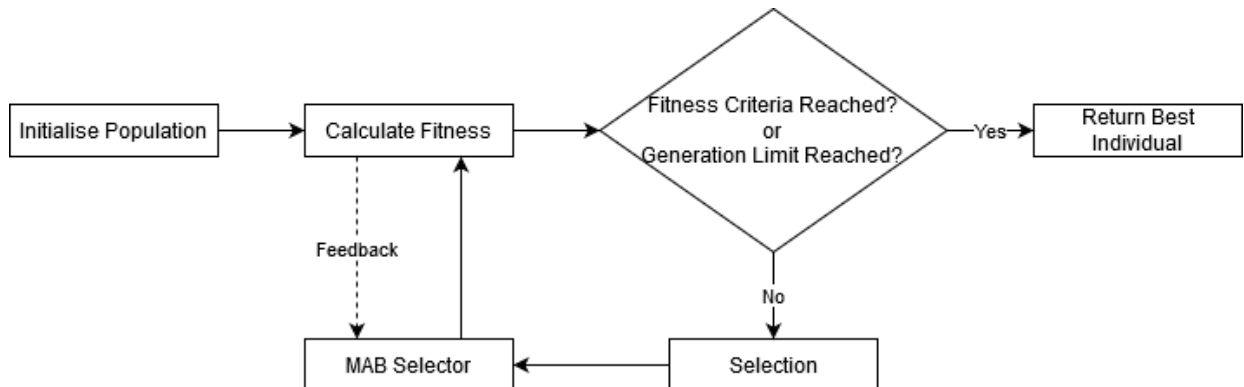 Initialise Population
Calculate Fitness
Fitness Criteria Reached?
or
Generation Limit Reached?
Yes
Return Best
Individual
Feedback
No
MAB Selector
Selection